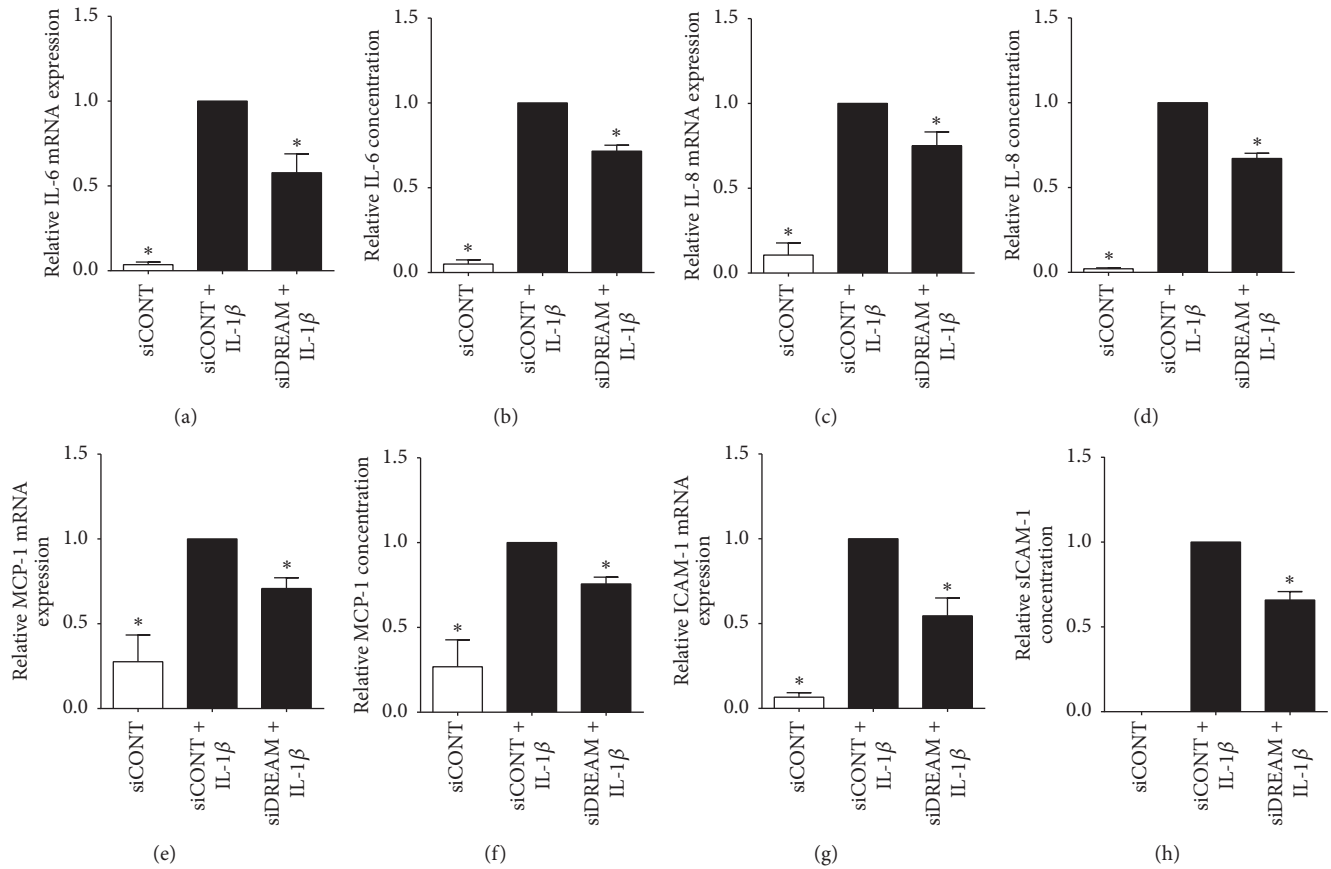 Relative IL-6 mRNA expression
1.5
1.0
0.5
0.0
*
*
siCONT
siCONT +
IL-1β
siDREAM +
IL-1β
(a)
Relative IL-6 concentration
1.5
1.0
0.5
0.0
*
*
siCONT
siCONT +
IL-1β
siDREAM +
IL-1β
(b)
Relative IL-8 mRNA expression
1.5
1.0
0.5
0.0
*
*
siCONT
siCONT +
IL-1β
siDREAM +
IL-1β
(c)
Relative IL-8 concentration
1.5
1.0
0.5
0.0
*
*
siCONT
siCONT +
IL-1β
siDREAM +
IL-1β
(d)
Relative MCP-1 mRNA
expression
1.5
1.0
0.5
0.0
*
*
siCONT
siCONT +
IL-1β
siDREAM +
IL-1β
(e)
Relative MCP-1 concentration
1.5
1.0
0.5
0.0
*
*
siCONT
siCONT +
IL-1β
siDREAM +
IL-1β
(f)
Relative ICAM-1 mRNA
expression
1.5
1.0
0.5
0.0
*
*
siCONT
siCONT +
IL-1β
siDREAM +
IL-1β
(g)
Relative sICAM-1
concentration
1.5
1.0
0.5
0.0
*
siCONT
siCONT +
IL-1β
siDREAM +
IL-1β
(h)